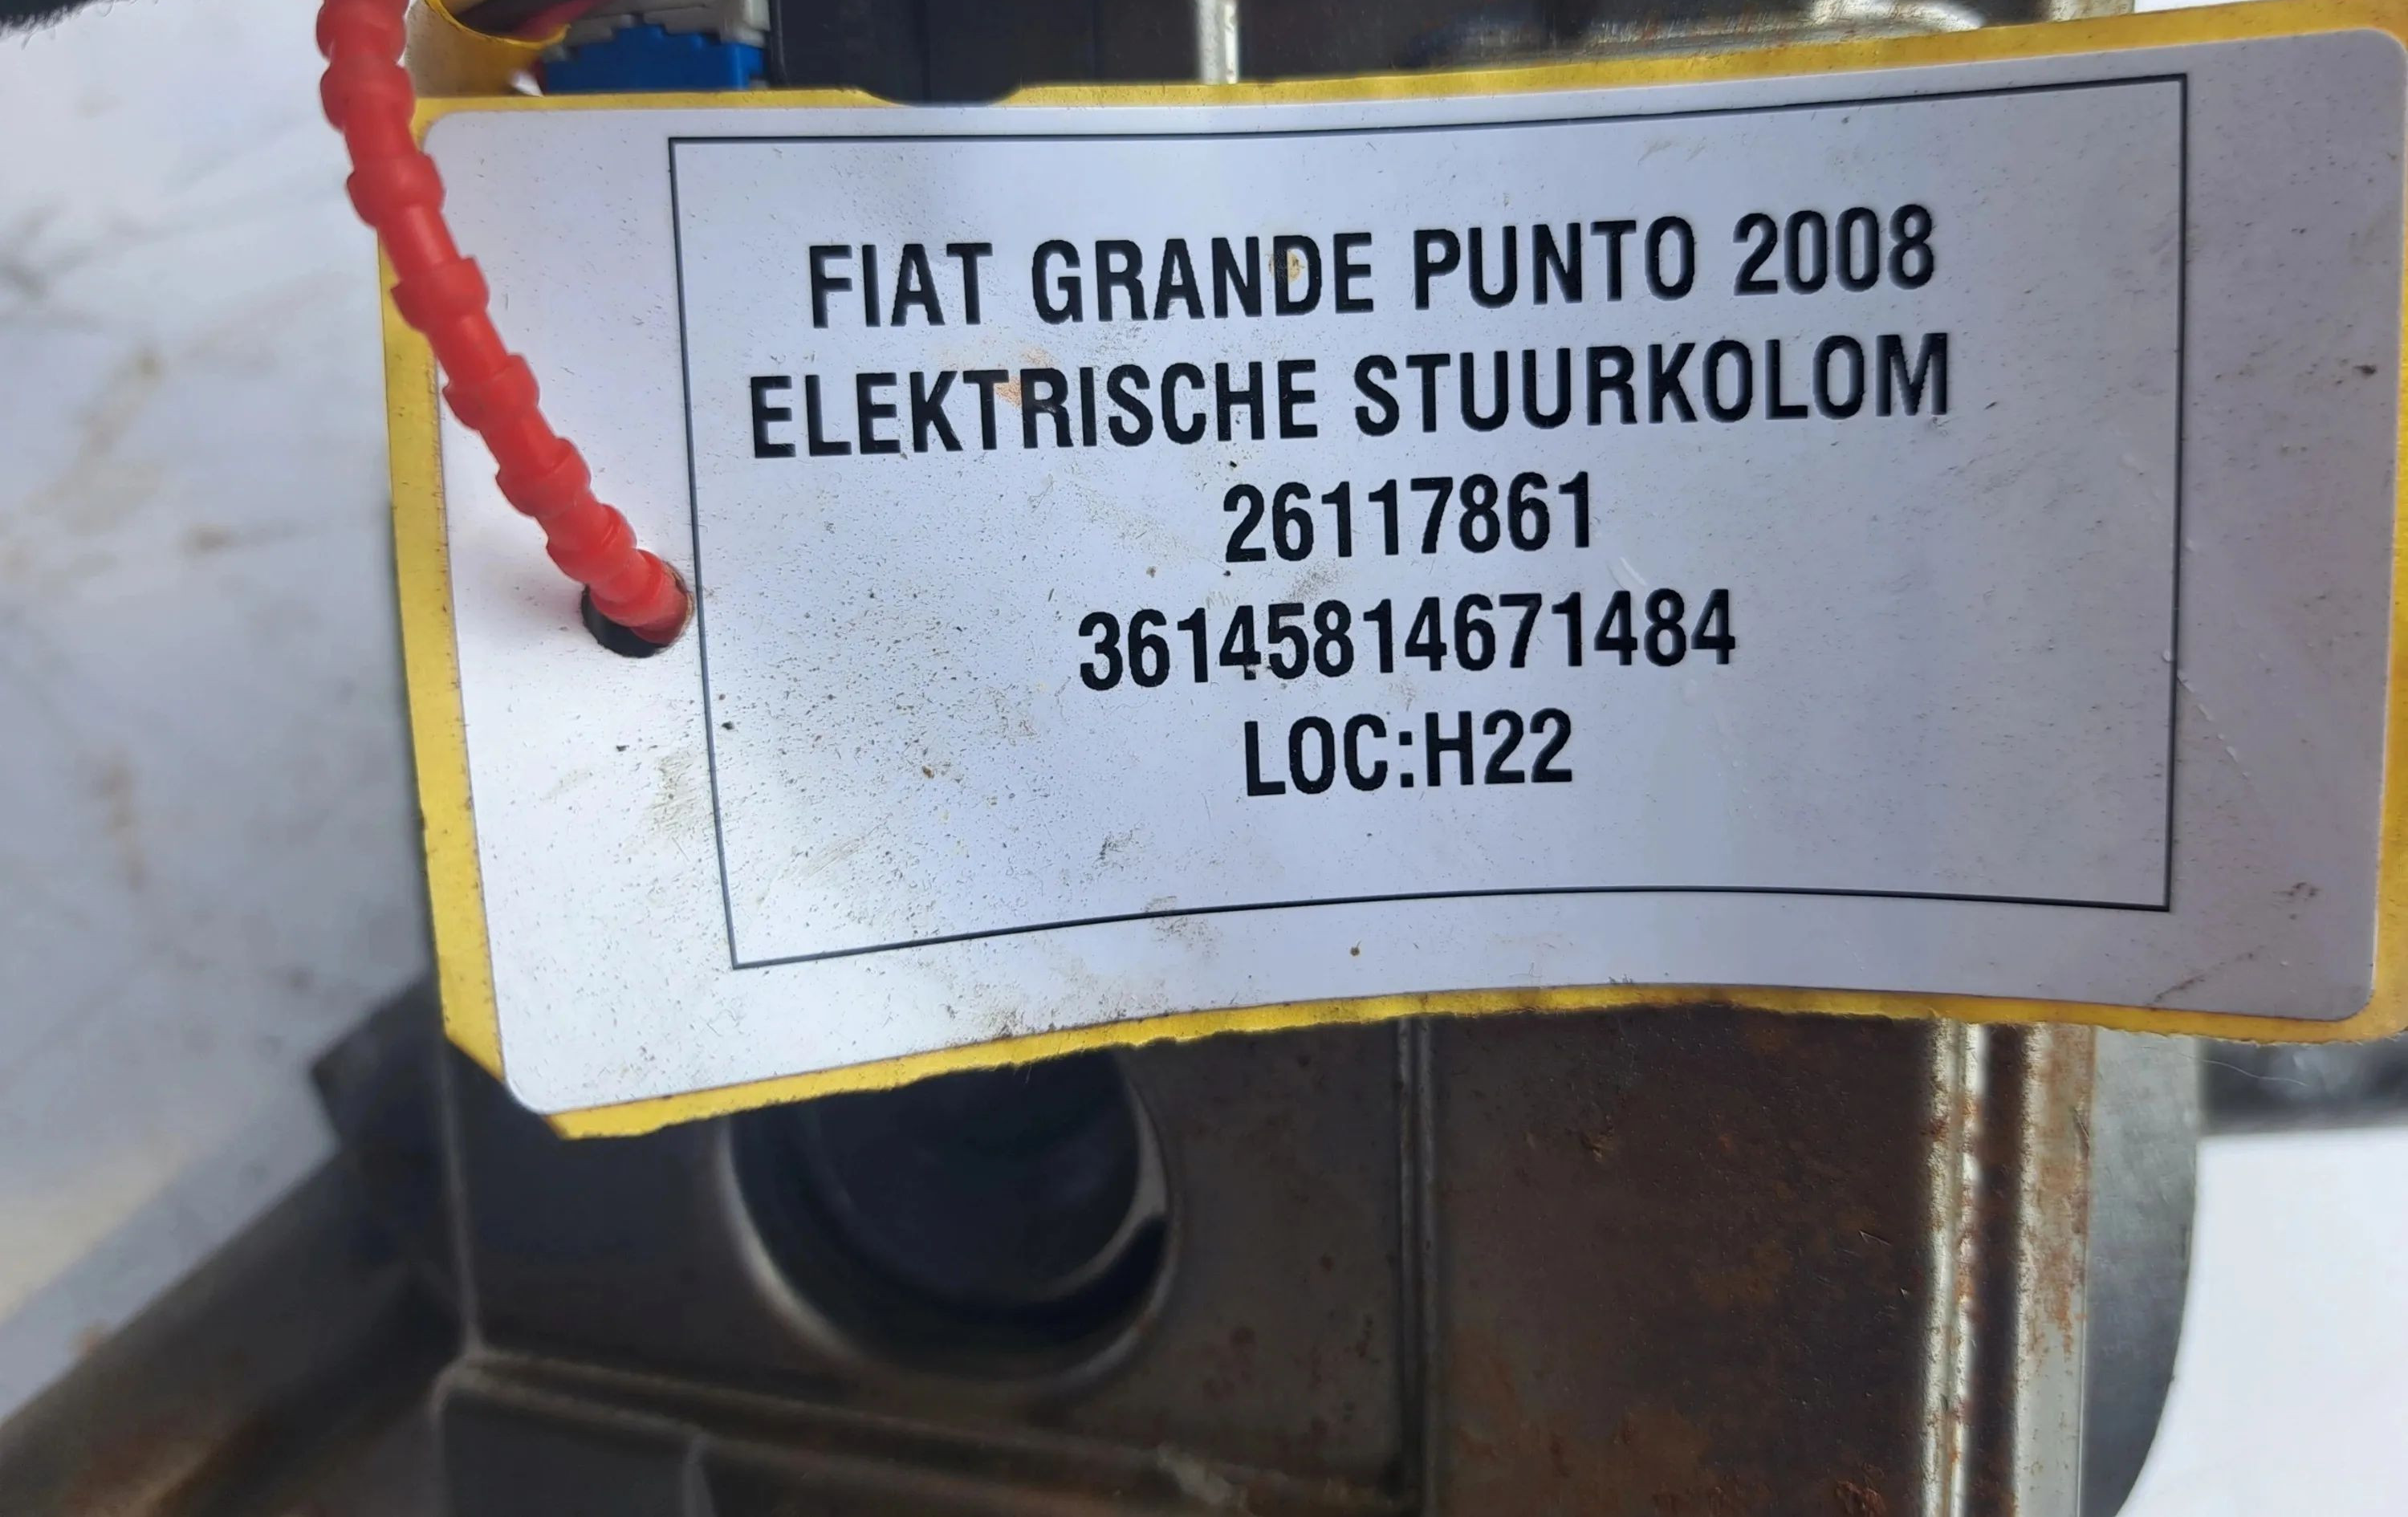 FIAT GRANDE PUNTO 2008
ELEKTRISCHE STUURKOLOM
26117861
36145814671484
LOC:H22